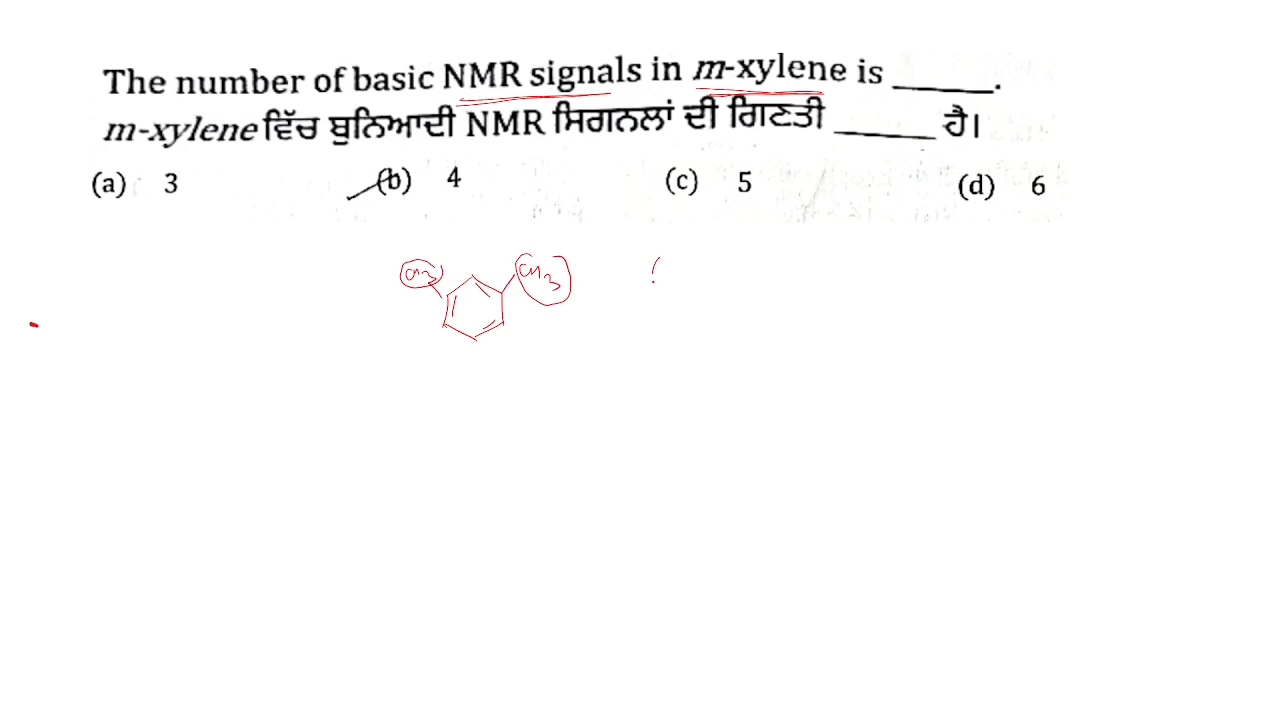 The number of basic NMR signals in m-xylene is ______.
m-xylene ਵਿੱਚ ਬੁਨਿਆਦੀ NMR ਸਿਗਨਲਾਂ ਦੀ ਗਿਣਤੀ ______ ਹੈ।
(a) 3 (b) 4 (c) 5 (d) 6
CH3 CH3